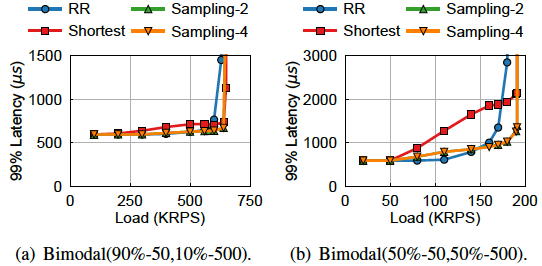 RR
Sampling-2
Shortest
Sampling-4
RR
Sampling-2
Shortest
Sampling-4
99% Latency (μs)
1500
1000
500
0
0 250 500 750
Load (KRPS)
99% Latency (μs)
3000
2000
1000
0
0 50 100 150 200
Load (KRPS)
(a) Bimodal(90%-50,10%-500).
(b) Bimodal(50%-50,50%-500).